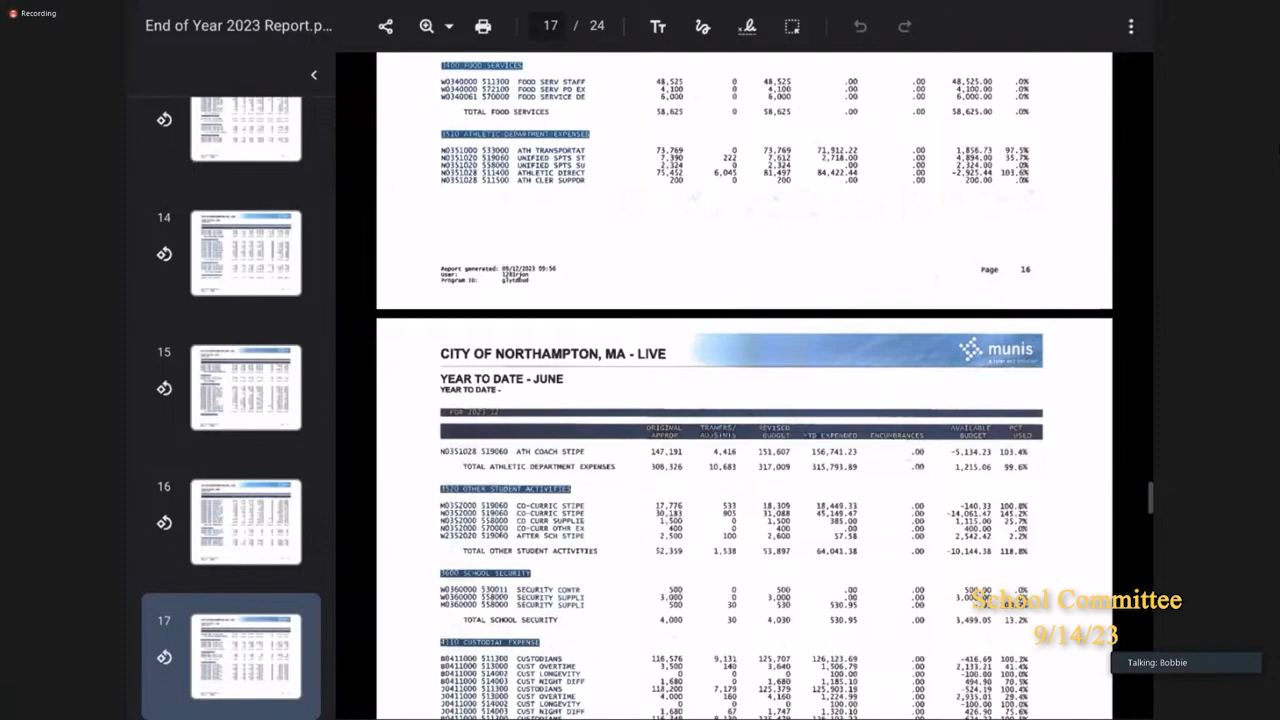 Recording
End of Year 2023 Report.p...
17 / 24
14
15
16
17
3400 FOOD SERVICES
W0340000 511300 FOOD SERV STAFF 48,525 0 48,525 .00 .00 48,525.00 .0%
W0340000 572100 FOOD SERV PD EX 4,100 0 4,100 .00 .00 4,100.00 .0%
W0340061 570000 FOOD SERVICE DE 6,000 0 6,000 .00 .00 6,000.00 .0%
TOTAL FOOD SERVICES 58,625 0 58,625 .00 .00 58,625.00 .0%
3510 ATHLETIC DEPARTMENT EXPENSES
N0351000 533000 ATH TRANSPORTAT 73,769 0 73,769 71,912.22 .00 1,856.73 97.5%
N0351020 519060 UNIFIED SPTS ST 7,390 222 7,612 2,718.00 .00 4,894.00 35.7%
N0351020 558000 UNIFIED SPTS SU 2,324 0 2,324 .00 .00 2,324.00 .0%
N0351028 511400 ATHLETIC DIRECT 75,452 6,045 81,497 84,422.44 .00 -2,925.44 103.6%
N0351028 511500 ATH CLER SUPPOR 200 0 200 .00 .00 200.00 .0%
Report generated: 09/12/2023 09:56
User:
Program ID: glytdbud
Page 16
CITY OF NORTHAMPTON, MA - LIVE
munis
YEAR TO DATE - JUNE
YEAR TO DATE -
FOR 2023 12
ORIGINAL APPROP TRANFRS/ ADJSTMTS REVISED BUDGET YTD EXPENDED ENCUMBRANCES AVAILABLE BUDGET PCT USED
N0351028 519060 ATH COACH STIPE 147,191 4,416 151,607 156,741.23 .00 -5,134.23 103.4%
TOTAL ATHLETIC DEPARTMENT EXPENSES 306,326 10,683 317,009 315,793.89 .00 1,215.06 99.6%
3520 OTHER STUDENT ACTIVITIES
M0352000 519060 CO-CURRIC STIPE 17,776 533 18,309 18,449.33 .00 -140.33 100.8%
N0352000 519060 CO-CURRIC STIPE 30,183 905 31,088 45,149.47 .00 -14,061.47 145.2%
N0352000 558000 CO CURR SUPPLIE 1,500 0 1,500 385.00 .00 1,115.00 25.7%
N0352000 570000 CO-CURR OTHR EX 400 0 400 .00 .00 400.00 .0%
W2352020 519060 AFTER SCH STIPE 2,500 100 2,600 57.58 .00 2,542.42 2.2%
TOTAL OTHER STUDENT ACTIVITIES 52,359 1,538 53,897 64,041.38 .00 -10,144.38 118.8%
3600 SCHOOL SECURITY
W0360000 530011 SECURITY CONTR 500 0 500 .00 .00 500.00 .0%
W0360000 558000 SECURITY SUPPLI 3,000 0 3,000 .00 .00
M0360000 558000 SECURITY SUPPLI 500 30 530 530.95 .00
TOTAL SCHOOL SECURITY 4,000 30 4,030 530.95 .00 3,499.05 13.2%
4110 CUSTODIAL EXPENSE
B0411000 511300 CUSTODIANS 116,576 9,131 125,707 126,123.69 .00 -416.69 100.3%
B0411000 513000 CUST OVERTIME 3,500 140 3,640 1,506.79 .00 2,133.21 41.4%
B0411000 514002 CUST LONGEVITY 0 0 0 .00 .00 -100.00
B0411000 514003 CUST NIGHT DIFF 1,680 0 1,680 1,185.10 .00 494.90 70.5%
J0411000 511300 CUSTODIANS 118,200 7,179 125,379 125,903.19 .00 -524.19 100.4%
J0411000 513000 CUST OVERTIME 4,000 160 4,160 1,224.99 .00 2,935.01 29.4%
J0411000 514002 CUST LONGEVITY 0 0 0 .00 .00 -100.00
J0411000 514003 CUST NIGHT DIFF 1,680 67 1,747 1,320.10 .00 426.90 75.6%
School Committee
9/14/23
Talking: Bobbie